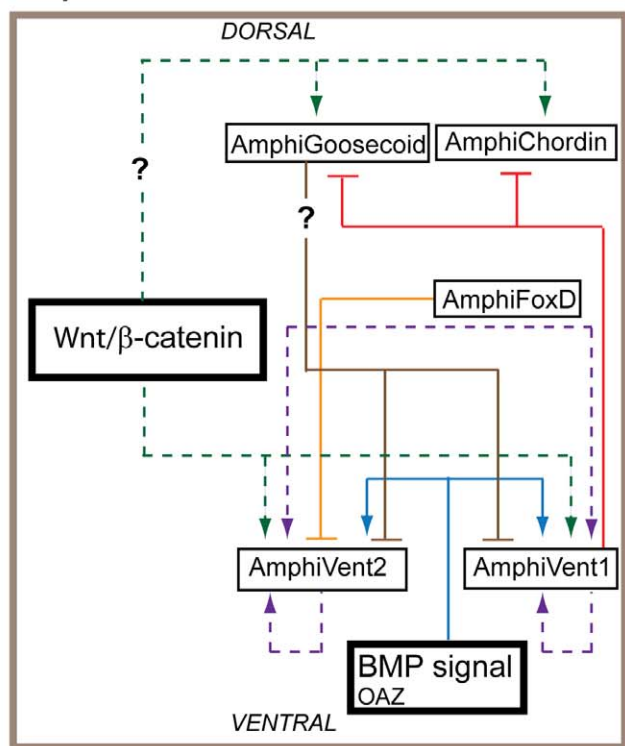 DORSAL
AmphiGoosecoid
AmphiChordin
?
?
AmphiFoxD
Wnt/β-catenin
AmphiVent2
AmphiVent1
BMP signal
OAZ
VENTRAL